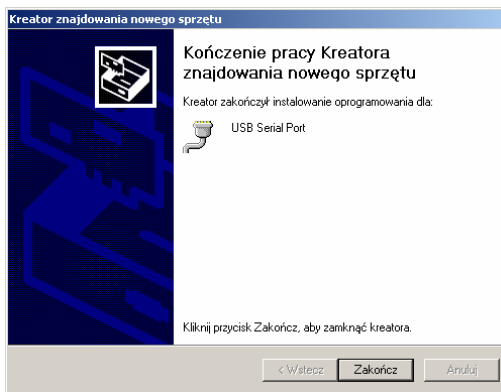 Kreator znajdowania nowego sprzętu
Kończenie pracy Kreatora
znajdowania nowego sprzętu
Kreator zakończył instalowanie oprogramowania dla:
USB Serial Port
Kliknij przycisk Zakończ, aby zamknąć kreatora.
< Wstecz
Zakończ
Anuluj